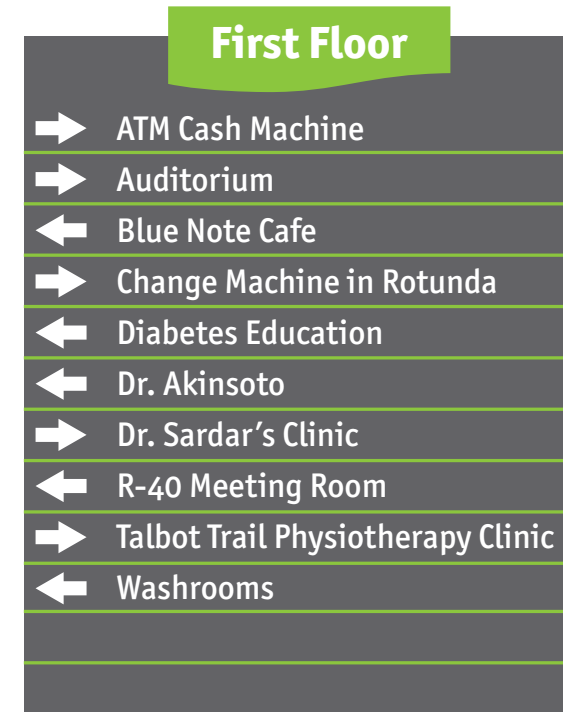 First Floor
ATM Cash Machine
Auditorium
Blue Note Cafe
Change Machine in Rotunda
Diabetes Education
Dr. Akinsoto
Dr. Sardar's Clinic
R-40 Meeting Room
Talbot Trail Physiotherapy Clinic
Washrooms